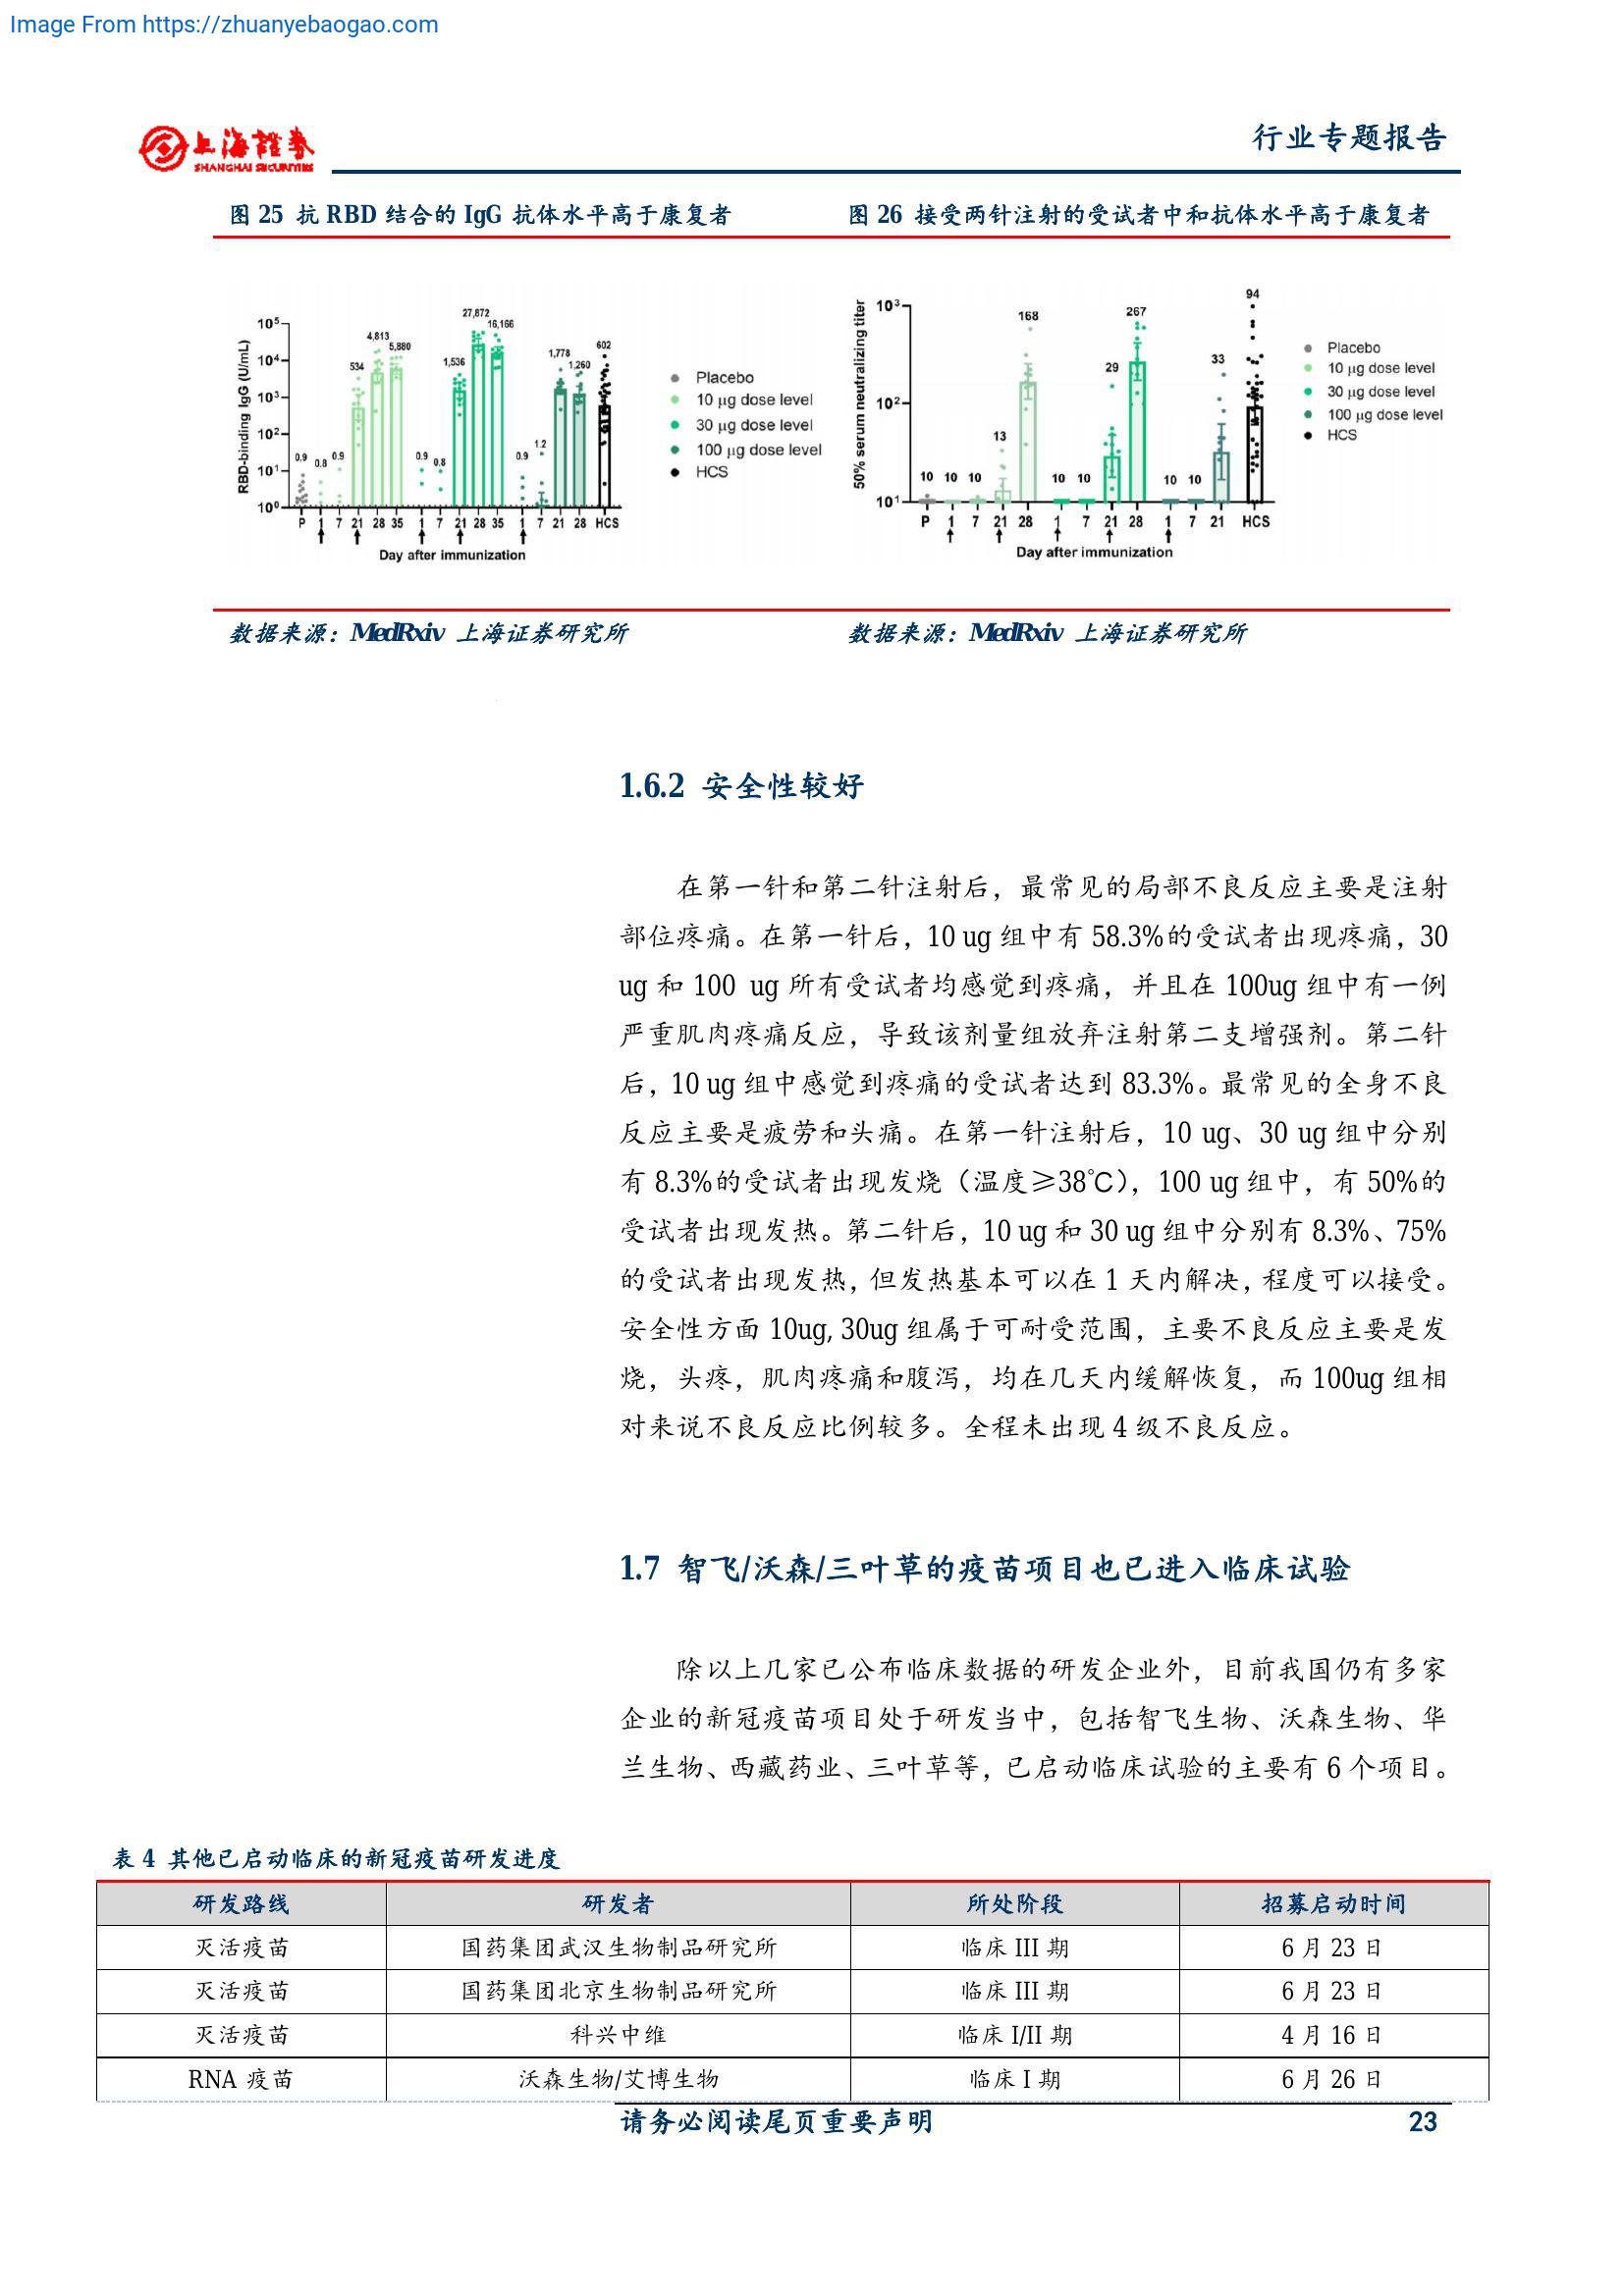 Image From https://zhuanyebaogao.com
上海證券
SHANGHAI SECURITIES
行业专题报告
图 25 抗 RBD 结合的 IgG 抗体水平高于康复者
图 26 接受两针注射的受试者中和抗体水平高于康复者
RBD-binding IgG (U/mL)
10⁵
10⁴
10³
10²
10¹
10⁰
0.9 0.8 0.9 534 4,813 5,880 0.9 0.8 1,536 27,872 16,166 0.9 1.2 1,778 1,260 602
P 1 7 21 28 35 1 7 21 28 35 1 7 21 28 HCS
Day after immunization
Placebo
10 µg dose level
30 µg dose level
100 µg dose level
HCS
50% serum neutralizing titer
10³
10²
10¹
10 10 10 13 168 10 10 29 267 10 10 33 94
P 1 7 21 28 1 7 21 28 1 7 21 HCS
Day after immunization
Placebo
10 µg dose level
30 µg dose level
100 µg dose level
HCS
数据来源：MedRxiv 上海证券研究所
数据来源：MedRxiv 上海证券研究所
1.6.2 安全性较好
在第一针和第二针注射后，最常见的局部不良反应主要是注射
部位疼痛。在第一针后，10 ug 组中有 58.3%的受试者出现疼痛，30
ug 和 100 ug 所有受试者均感觉到疼痛，并且在 100ug 组中有一例
严重肌肉疼痛反应，导致该剂量组放弃注射第二支增强剂。第二针
后，10 ug 组中感觉到疼痛的受试者达到 83.3%。最常见的全身不良
反应主要是疲劳和头痛。在第一针注射后，10 ug、30 ug 组中分别
有 8.3%的受试者出现发烧（温度≥38℃），100 ug 组中，有 50%的
受试者出现发热。第二针后，10 ug 和 30 ug 组中分别有 8.3%、75%
的受试者出现发热，但发热基本可以在 1 天内解决，程度可以接受。
安全性方面 10ug, 30ug 组属于可耐受范围，主要不良反应主要是发
烧，头疼，肌肉疼痛和腹泻，均在几天内缓解恢复，而 100ug 组相
对来说不良反应比例较多。全程未出现 4 级不良反应。
1.7 智飞/沃森/三叶草的疫苗项目也已进入临床试验
除以上几家已公布临床数据的研发企业外，目前我国仍有多家
企业的新冠疫苗项目处于研发当中，包括智飞生物、沃森生物、华
兰生物、西藏药业、三叶草等，已启动临床试验的主要有 6 个项目。
表 4 其他已启动临床的新冠疫苗研发进度
研发路线 研发者 所处阶段 招募启动时间
灭活疫苗 国药集团武汉生物制品研究所 临床 III 期 6 月 23 日
灭活疫苗 国药集团北京生物制品研究所 临床 III 期 6 月 23 日
灭活疫苗 科兴中维 临床 I/II 期 4 月 16 日
RNA 疫苗 沃森生物/艾博生物 临床 I 期 6 月 26 日
请务必阅读尾页重要声明
23